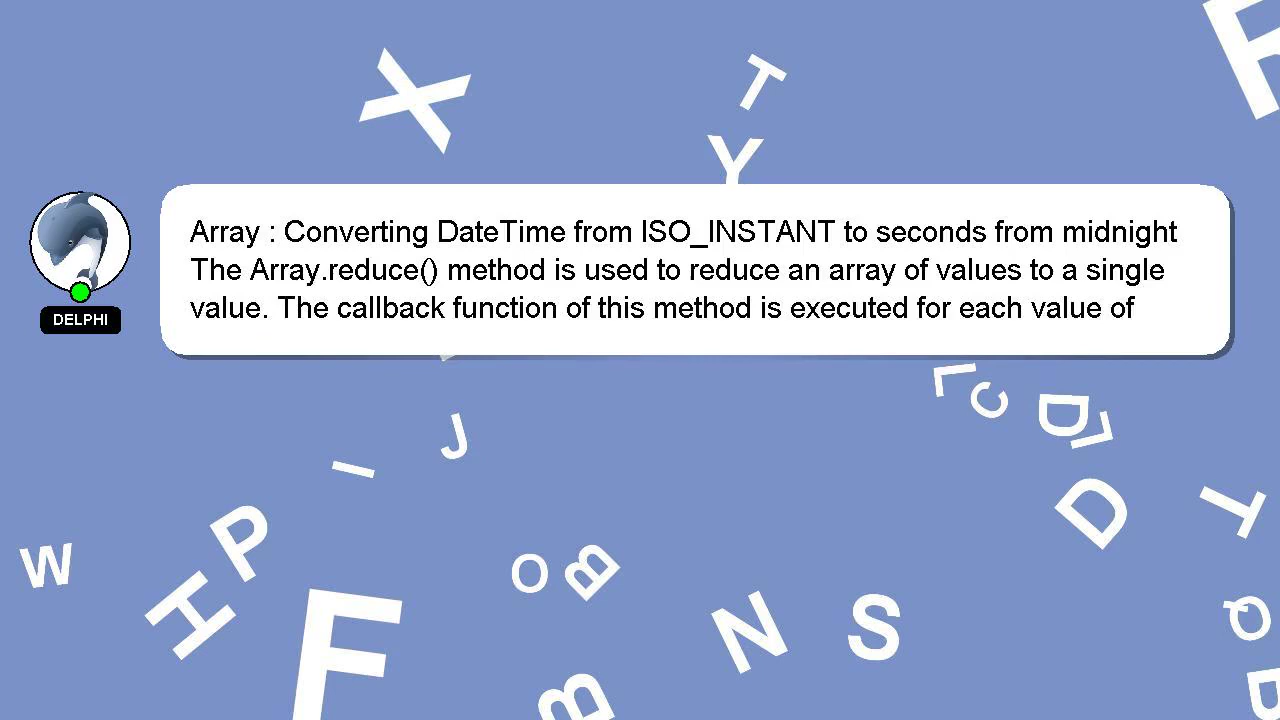 X
T
Y
DELPHI
Array : Converting DateTime from ISO_INSTANT to seconds from midnight
The Array.reduce() method is used to reduce an array of values to a single
value. The callback function of this method is executed for each value of
L
C
D
L
J
I
D
T
P
W
H
O
B
F
N
S
Q
B